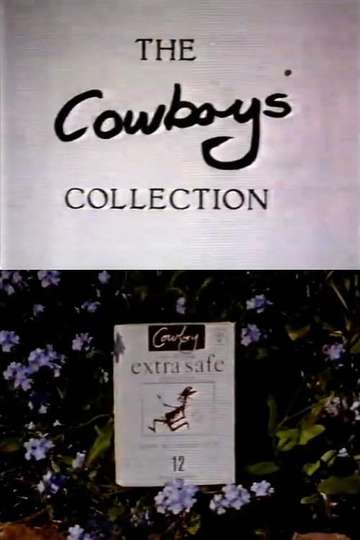 THE
Cowboys
COLLECTION
Cowboy
extra safe
12